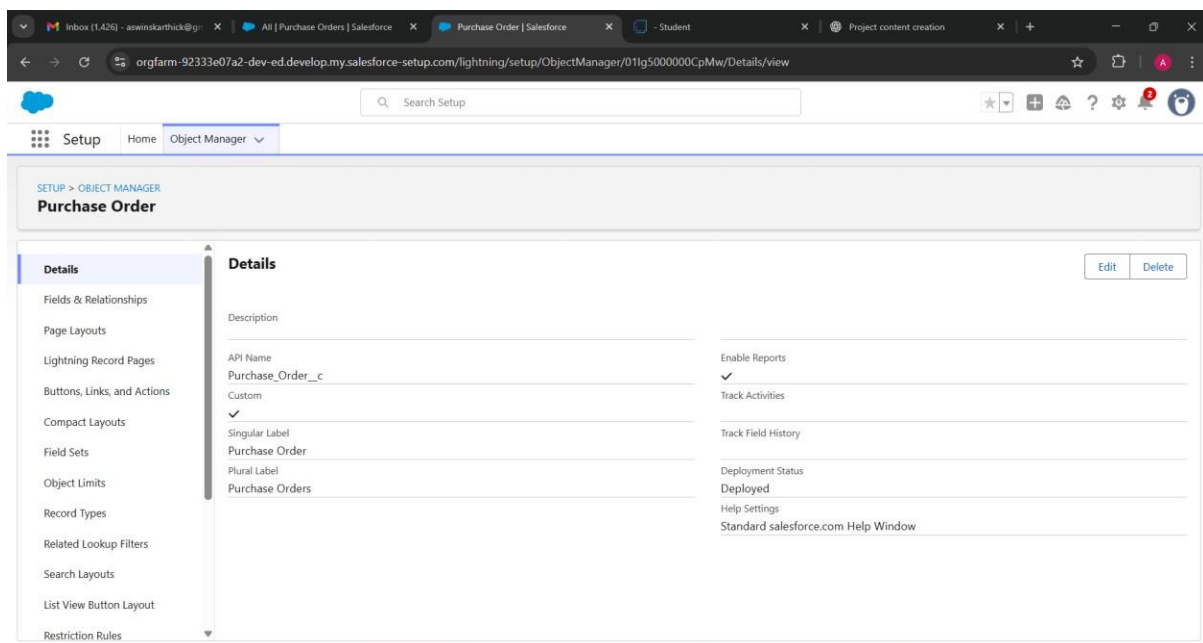 Inbox (1,426) - aswinskarthick@gr
All | Purchase Orders | Salesforce
Purchase Order | Salesforce
- Student
Project content creation
orgfarm-92333e07a2-dev-ed.develop.my.salesforce-setup.com/lightning/setup/ObjectManager/01Ig5000000CpMw/Details/view
A
Search Setup
2
Setup
Home
Object Manager
SETUP > OBJECT MANAGER
Purchase Order
Details
Fields & Relationships
Page Layouts
Lightning Record Pages
Buttons, Links, and Actions
Compact Layouts
Field Sets
Object Limits
Record Types
Related Lookup Filters
Search Layouts
List View Button Layout
Restriction Rules
Details
Edit
Delete
Description
API Name
Purchase_Order__c
Custom
Singular Label
Purchase Order
Plural Label
Purchase Orders
Enable Reports
Track Activities
Track Field History
Deployment Status
Deployed
Help Settings
Standard salesforce.com Help Window